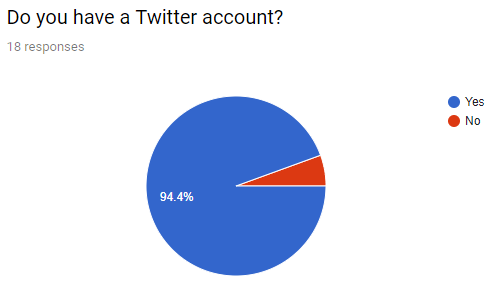 Do you have a Twitter account?
18 responses
Yes
No
94.4%